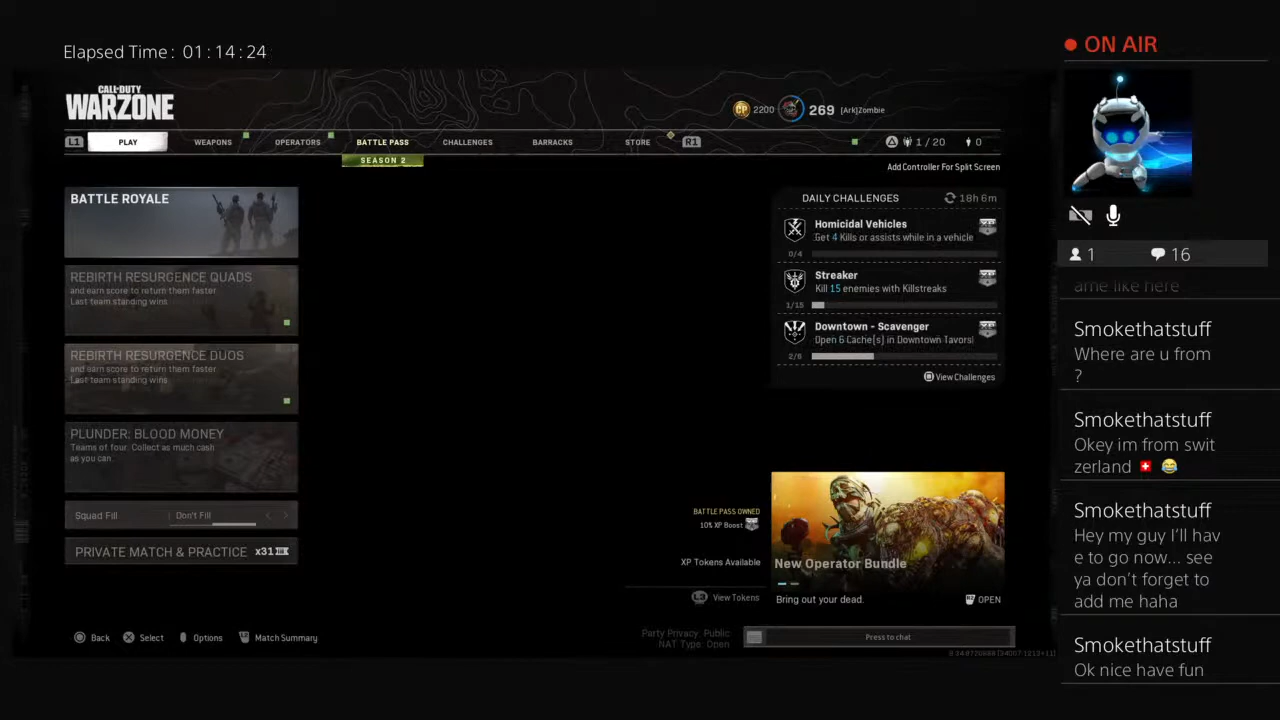 Elapsed Time: 01:14:24
ON AIR
CALL OF DUTY
WARZONE
CP 2200 269 [Ark]Zombie
L1 PLAY WEAPONS OPERATORS BATTLE PASS CHALLENGES BARRACKS STORE R1 1 / 20 0
SEASON 2
Add Controller For Split Screen
BATTLE ROYALE
REBIRTH RESURGENCE QUADS
and earn score to return them faster
Last team standing wins
REBIRTH RESURGENCE DUOS
and earn score to return them faster
Last team standing wins
PLUNDER: BLOOD MONEY
Teams of four. Collect as much cash
as you can.
Squad Fill Don't Fill
PRIVATE MATCH & PRACTICE x31
Back Select Options Match Summary
DAILY CHALLENGES 18h 6m
Homicidal Vehicles
Get 4 Kills or assists while in a vehicle
0/4
Streaker
Kill 15 enemies with Killstreaks
1/15
Downtown - Scavenger
Open 6 Cache(s) in Downtown Tavors!
2/6
View Challenges
BATTLE PASS OWNED
10% XP Boost
XP Tokens Available
L3 View Tokens
New Operator Bundle
Bring out your dead.
OPEN
Party Privacy: Public
NAT Type: Open
Press to chat
1 16
ame like here
Smokethatstuff
Where are u from
?
Smokethatstuff
Okey im from swit
zerland 🇨🇭 😂
Smokethatstuff
Hey my guy I'll hav
e to go now... see
ya don't forget to
add me haha
Smokethatstuff
Ok nice have fun